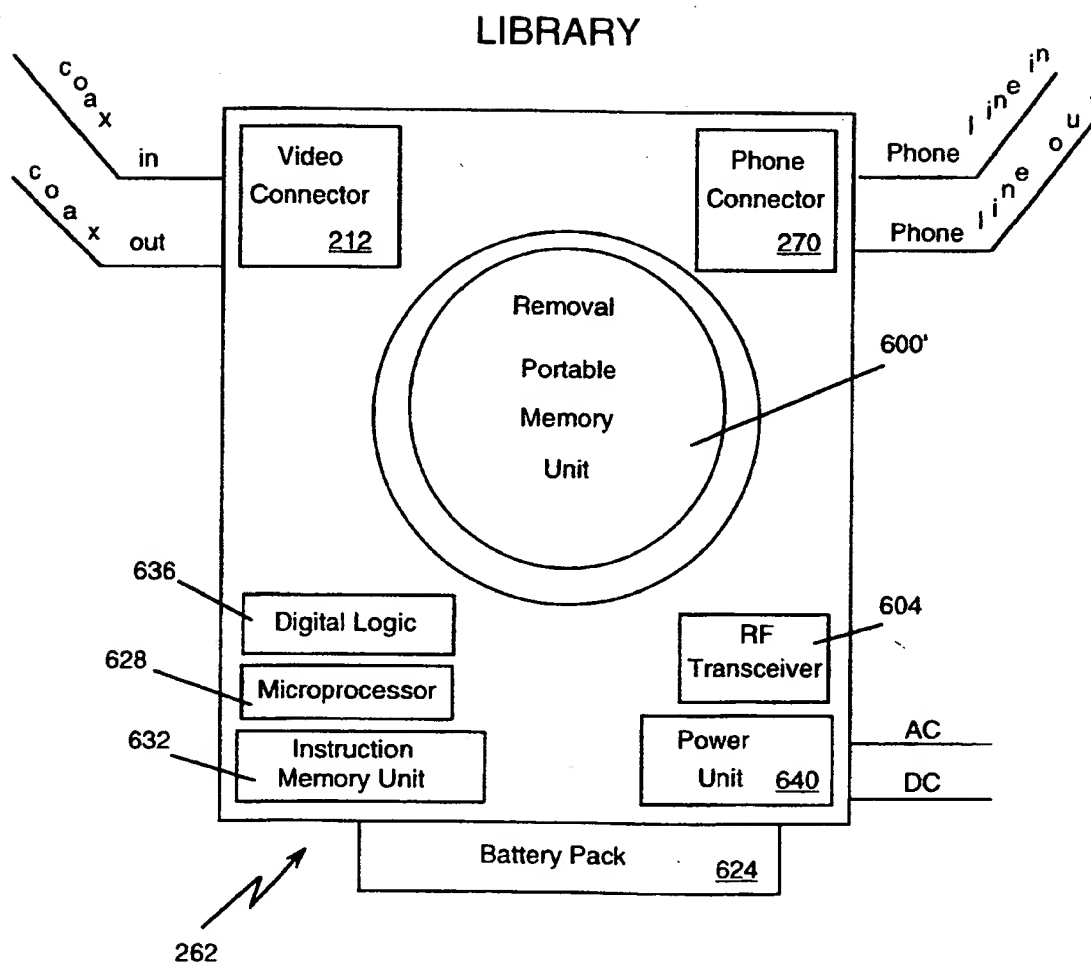 LIBRARY
coax in
coax out
Video
Connector
212
Phone
Connector
270
Phone line in
Phone line ou
Removal
Portable
Memory
Unit
600'
636
Digital Logic
628
Microprocessor
632
Instruction
Memory Unit
604
RF
Transceiver
Power
Unit 640
AC
DC
Battery Pack 624
262